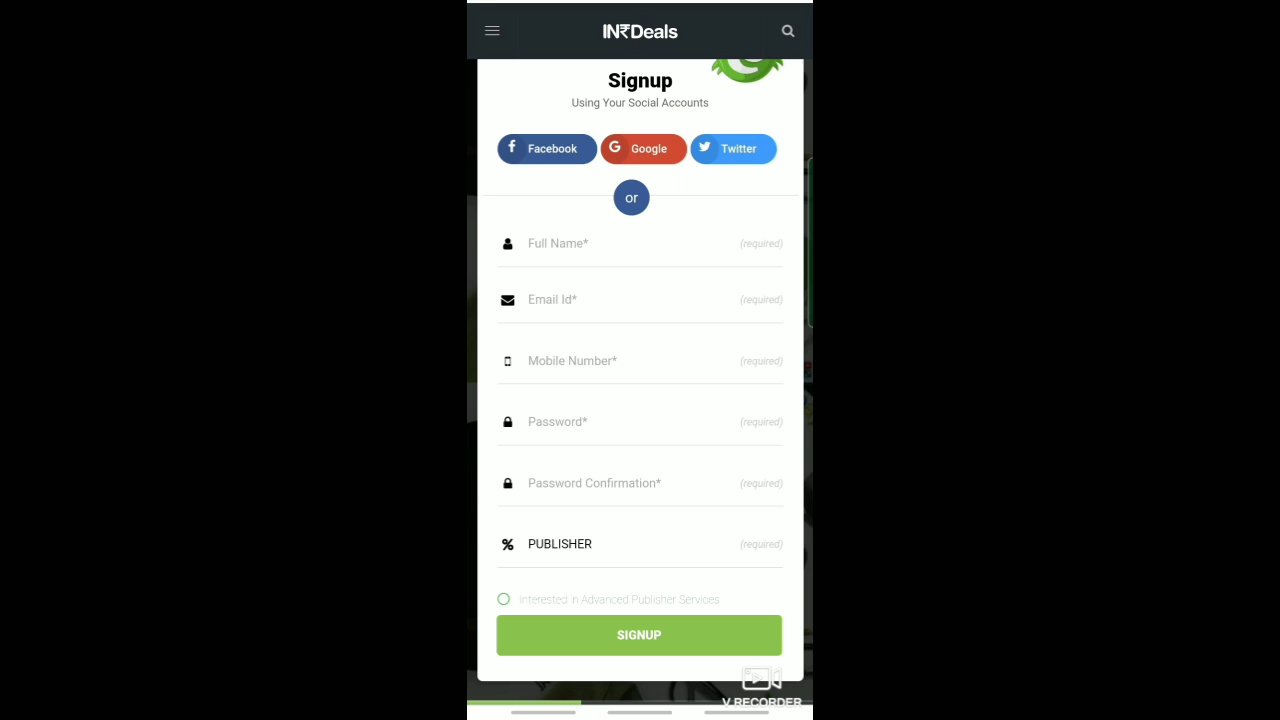 IN₹Deals
Signup
Using Your Social Accounts
f Facebook
G Google
Twitter
or
Full Name* (required)
Email Id* (required)
Mobile Number* (required)
Password* (required)
Password Confirmation* (required)
% PUBLISHER (required)
Interested in Advanced Publisher Services
SIGNUP
V RECORDER